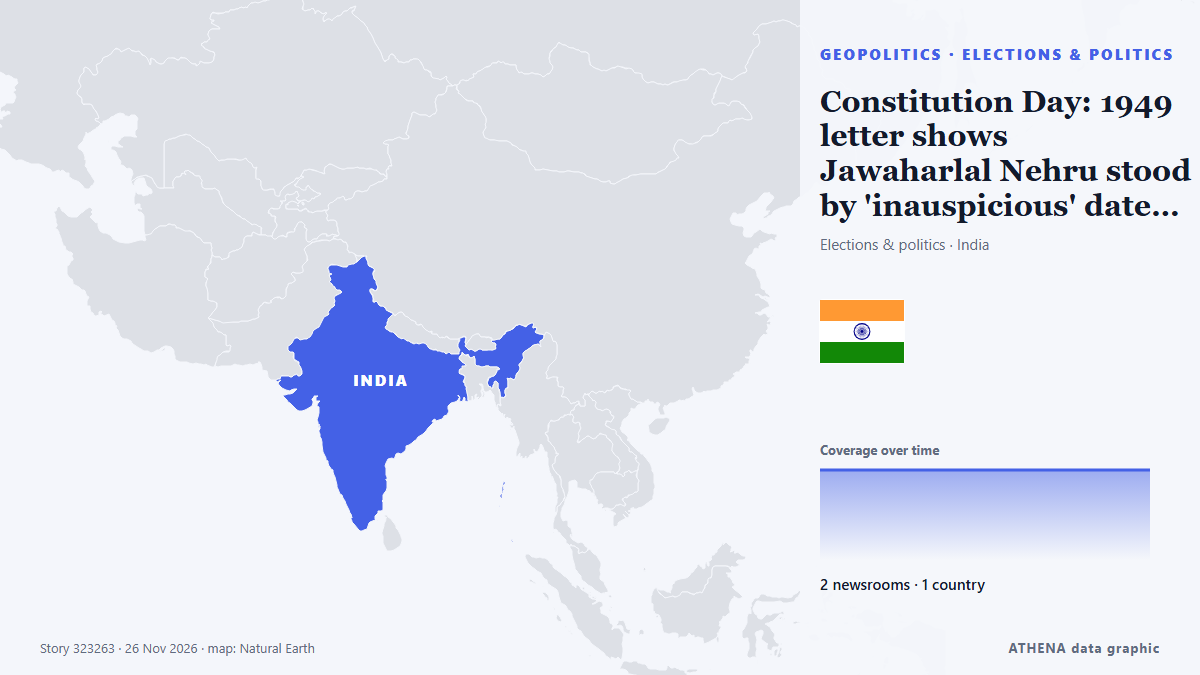 GEOPOLITICS · ELECTIONS & POLITICS
Constitution Day: 1949
letter shows
Jawaharlal Nehru stood
by 'inauspicious' date...
Elections & politics · India
INDIA
Coverage over time
2 newsrooms · 1 country
Story 323263 · 26 Nov 2026 · map: Natural Earth
ATHENA data graphic